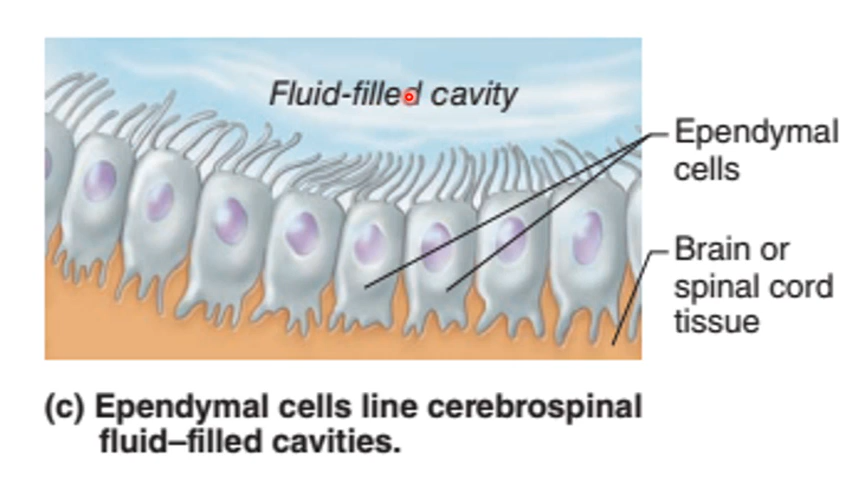 Fluid-filled cavity
Ependymal
cells
Brain or
spinal cord
tissue
(c) Ependymal cells line cerebrospinal
fluid–filled cavities.